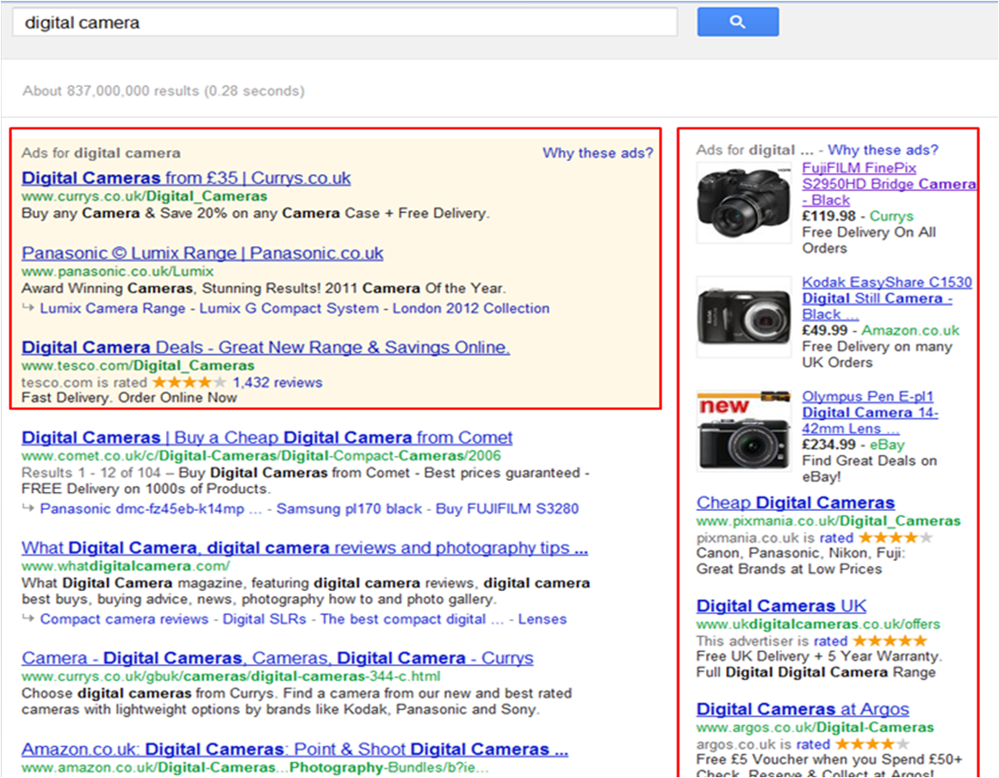 digital camera
About 837,000,000 results (0.28 seconds)
Ads for digital camera
Why these ads?
Digital Cameras from £35 | Currys.co.uk
www.currys.co.uk/Digital_Cameras
Buy any Camera & Save 20% on any Camera Case + Free Delivery.
Panasonic © Lumix Range | Panasonic.co.uk
www.panasonic.co.uk/Lumix
Award Winning Cameras, Stunning Results! 2011 Camera Of the Year.
Lumix Camera Range - Lumix G Compact System - London 2012 Collection
Digital Camera Deals - Great New Range & Savings Online.
www.tesco.com/Digital_Cameras
tesco.com is rated 1,432 reviews
Fast Delivery. Order Online Now
Digital Cameras | Buy a Cheap Digital Camera from Comet
www.comet.co.uk/c/Digital-Cameras/Digital-Compact-Cameras/2006
Results 1 - 12 of 104 – Buy Digital Cameras from Comet - Best prices guaranteed -
FREE Delivery on 1000s of Products.
Panasonic dmc-fz45eb-k14mp ... - Samsung pl170 black - Buy FUJIFILM S3280
What Digital Camera, digital camera reviews and photography tips ...
www.whatdigitalcamera.com/
What Digital Camera magazine, featuring digital camera reviews, digital camera
best buys, buying advice, news, photography how to and photo gallery.
Compact camera reviews - Digital SLRs - The best compact digital ... - Lenses
Camera - Digital Cameras, Cameras, Digital Camera - Currys
www.currys.co.uk/gbuk/cameras/digital-cameras-344-c.html
Choose digital cameras from Currys. Find a camera from our new and best rated
cameras with lightweight options by brands like Kodak, Panasonic and Sony.
Amazon.co.uk: Digital Cameras: Point & Shoot Digital Cameras ...
www.amazon.co.uk/Digital-Cameras...Photography-Bundles/b?ie...
Ads for digital ... - Why these ads?
FujiFILM FinePix
S2950HD Bridge Camera
- Black
£119.98 - Currys
Free Delivery On All
Orders
Kodak EasyShare C1530
Digital Still Camera -
Black ...
£49.99 - Amazon.co.uk
Free Delivery on many
UK Orders
new
Olympus Pen E-pl1
Digital Camera 14-
42mm Lens ...
£234.99 - eBay
Find Great Deals on
eBay!
Cheap Digital Cameras
www.pixmania.co.uk/Digital_Cameras
pixmania.co.uk is rated
Canon, Panasonic, Nikon, Fuji:
Great Brands at Low Prices
Digital Cameras UK
www.ukdigitalcameras.co.uk/offers
This advertiser is rated
Free UK Delivery + 5 Year Warranty.
Full Digital Digital Camera Range
Digital Cameras at Argos
www.argos.co.uk/Digital-Cameras
argos.co.uk is rated
Free £5 Voucher when you Spend £50+
Check, Reserve & Collect at Argos!